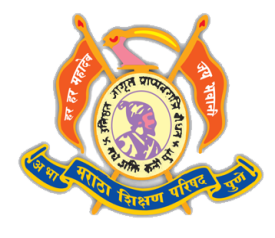 हर हर महादेव
जय भवानी
जागृत
अ भा मराठा शिक्षण परिषद पुणे